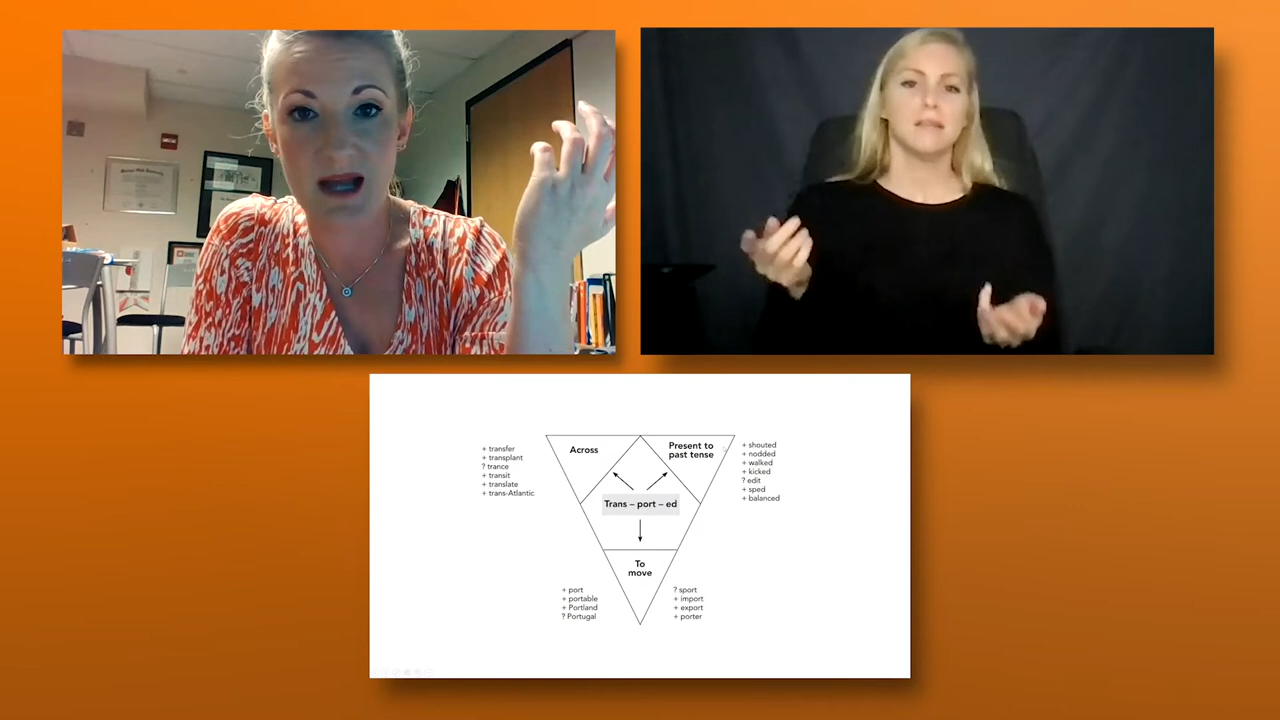 Across
Present to
past tense
+ transfer
+ transplant
? trance
+ transit
+ translate
+ trans-Atlantic
+ shouted
+ nodded
+ walked
+ kicked
? edit
+ sped
+ balanced
Trans – port – ed
To
move
+ port
+ portable
+ Portland
? Portugal
? sport
+ import
+ export
+ porter